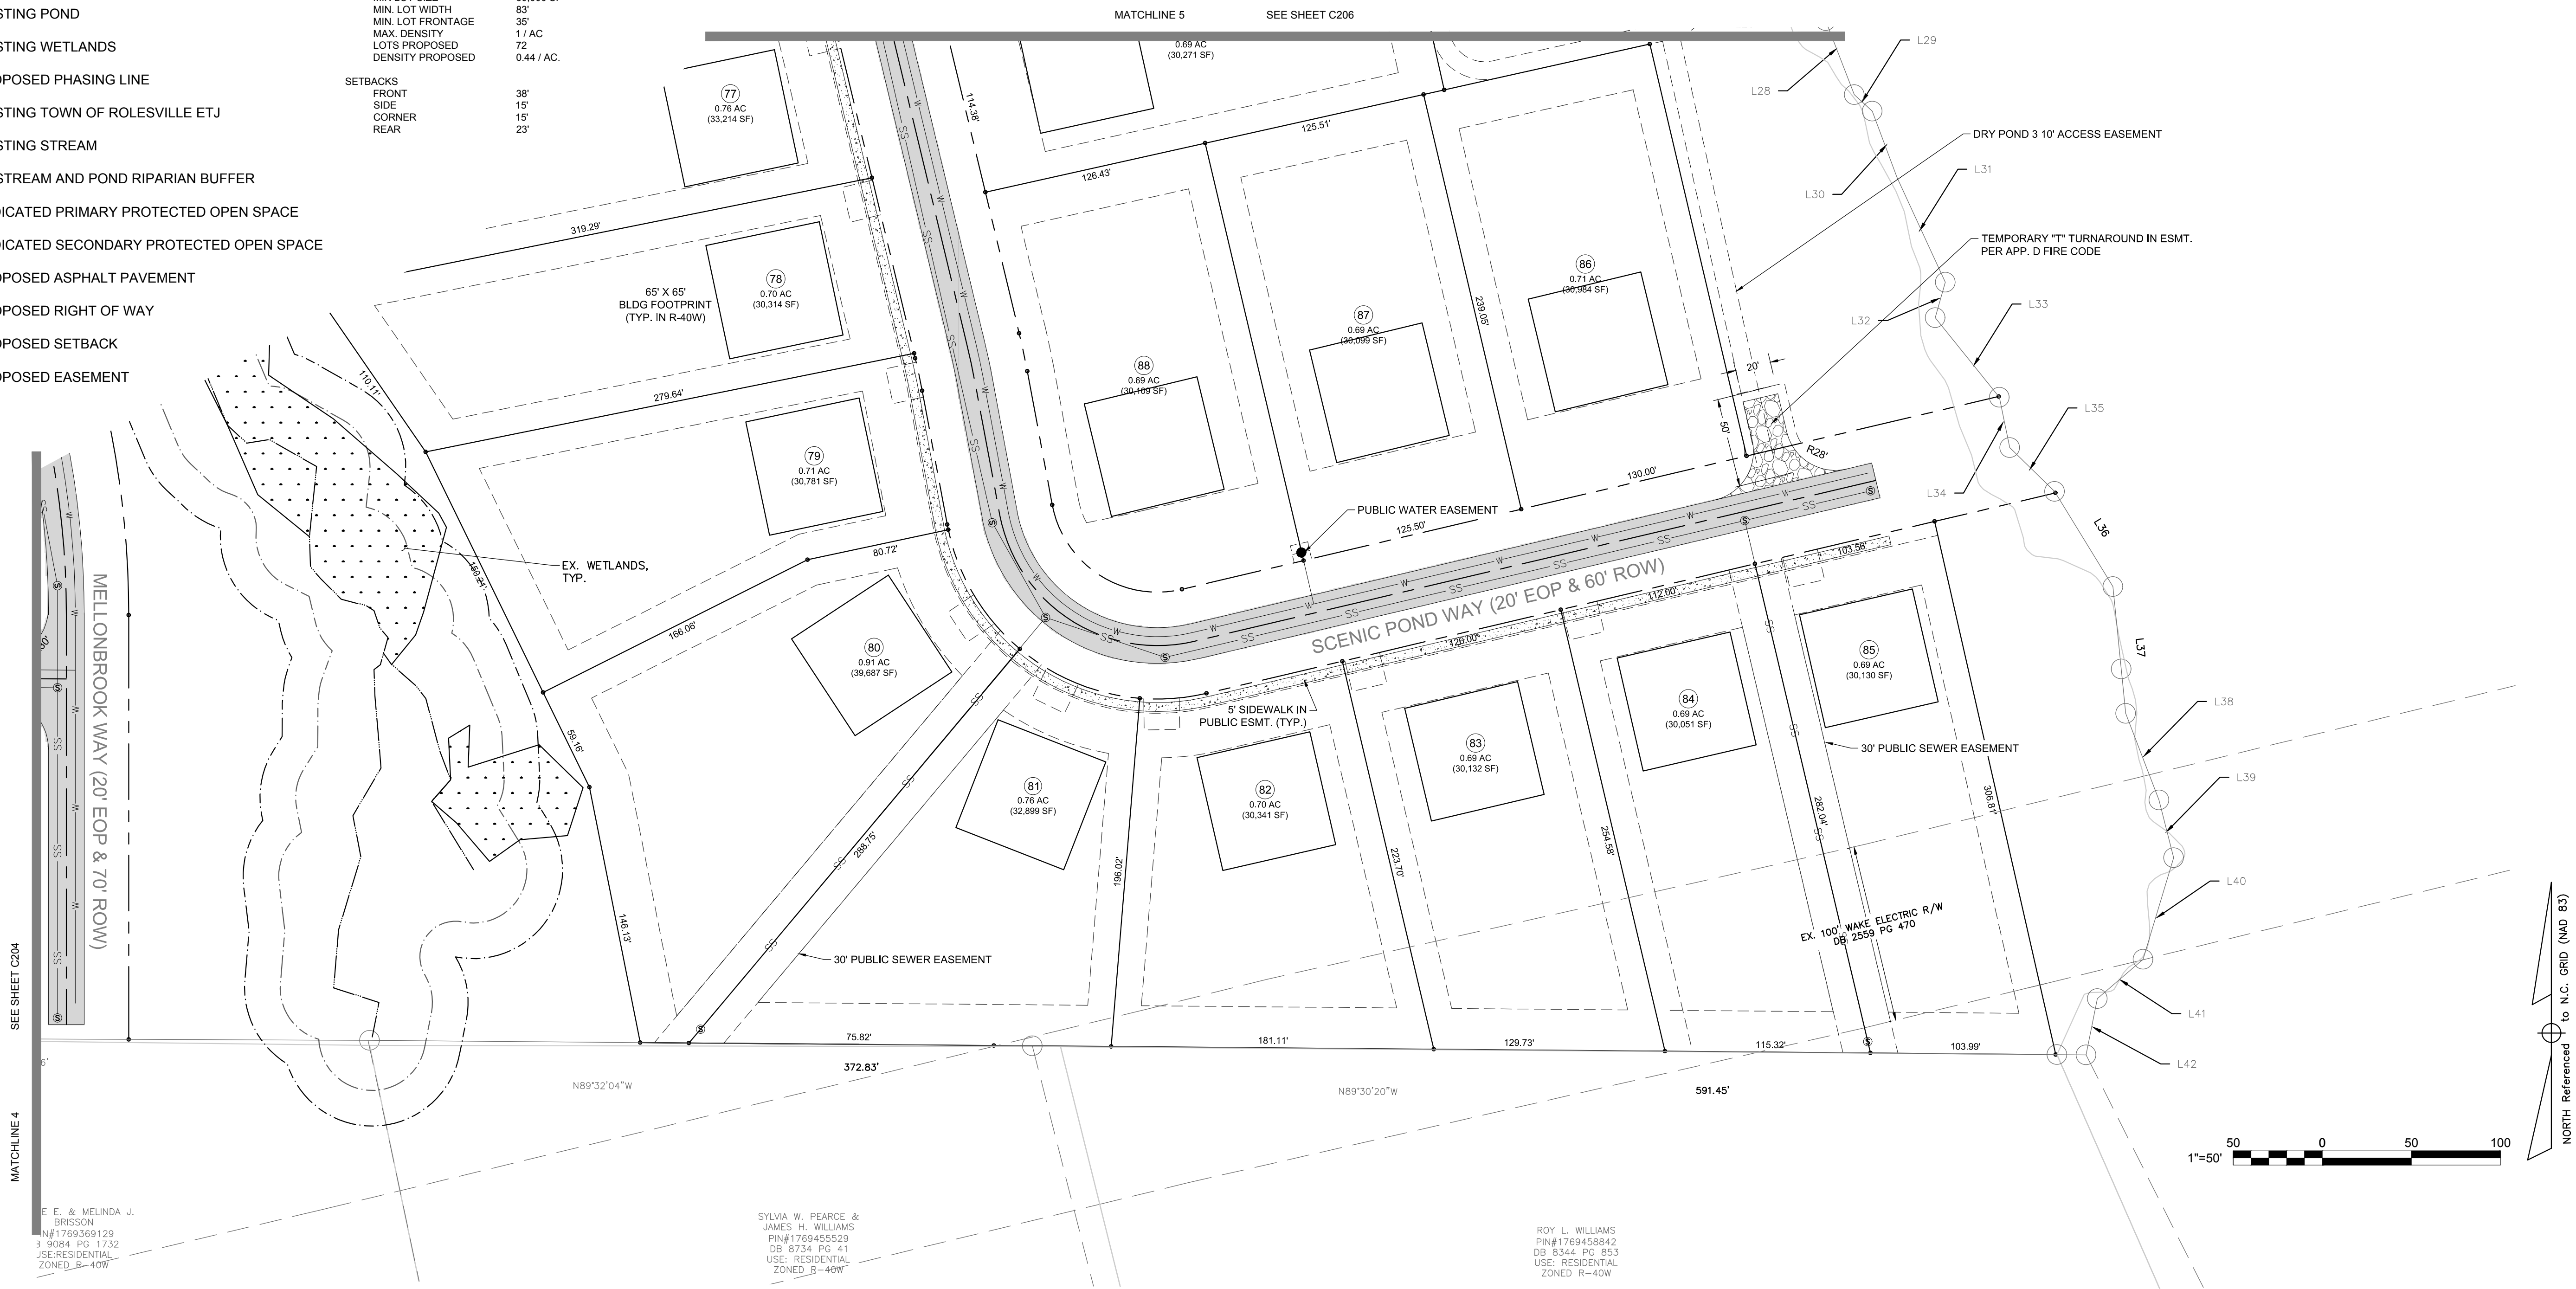 STING POND
STING WETLANDS
OPOSED PHASING LINE
STING TOWN OF ROLESVILLE ETJ
STING STREAM
STREAM AND POND RIPARIAN BUFFER
DICATED PRIMARY PROTECTED OPEN SPACE
DICATED SECONDARY PROTECTED OPEN SPACE
OPOSED ASPHALT PAVEMENT
OPOSED RIGHT OF WAY
OPOSED SETBACK
OPOSED EASEMENT
MIN. LOT WIDTH 83'
MIN. LOT FRONTAGE 35'
MAX. DENSITY 1 / AC
LOTS PROPOSED 72
DENSITY PROPOSED 0.44 / AC.
SETBACKS
FRONT 38'
SIDE 15'
CORNER 15'
REAR 23'
MATCHLINE 5 SEE SHEET C206
0.69 AC
(30,271 SF)
77
0.76 AC
(33,214 SF)
114.38'
126.43'
125.51'
319.29'
65' X 65'
BLDG FOOTPRINT
(TYP. IN R-40W)
78
0.70 AC
(30,314 SF)
279.64'
79
0.71 AC
(30,781 SF)
80.72'
110.11'
159.21'
EX. WETLANDS,
TYP.
166.06'
80
0.91 AC
(39,687 SF)
59.16'
146.13'
81
0.76 AC
(32,899 SF)
288.75'
30' PUBLIC SEWER EASEMENT
196.02'
82
0.70 AC
(30,341 SF)
5' SIDEWALK IN
PUBLIC ESMT. (TYP.)
83
0.69 AC
(30,132 SF)
223.70'
84
0.69 AC
(30,051 SF)
254.58'
85
0.69 AC
(30,130 SF)
30' PUBLIC SEWER EASEMENT
282.04'
306.81'
EX. 100' WAKE ELECTRIC R/W
DB 2559 PG 470
86
0.71 AC
(30,984 SF)
87
0.69 AC
(30,099 SF)
88
0.69 AC
(30,109 SF)
239.05'
PUBLIC WATER EASEMENT
125.50'
130.00'
SCENIC POND WAY (20' EOP & 60' ROW)
126.00'
112.00'
103.56'
20'
50'
R28'
DRY POND 3 10' ACCESS EASEMENT
TEMPORARY "T" TURNAROUND IN ESMT.
PER APP. D FIRE CODE
L28
L29
L30
L31
L32
L33
L34
L35
L36
L37
L38
L39
L40
L41
L42
MELLONBROOK WAY (20' EOP & 70' ROW)
SEE SHEET C204
MATCHLINE 4
75.82'
181.11'
129.73'
115.32'
103.99'
372.83'
591.45'
N89°32'04"W
N89°30'20"W
E E. & MELINDA J.
BRISSON
IN#1769369129
9084 PG 1732
USE:RESIDENTIAL
ZONED R-40W
SYLVIA W. PEARCE &
JAMES H. WILLIAMS
PIN#1769455529
DB 8734 PG 41
USE: RESIDENTIAL
ZONED R-40W
ROY L. WILLIAMS
PIN#1769458842
DB 8344 PG 853
USE: RESIDENTIAL
ZONED R-40W
1"=50'
50 0 50 100
NORTH Referenced to N.C. GRID (NAD 83)